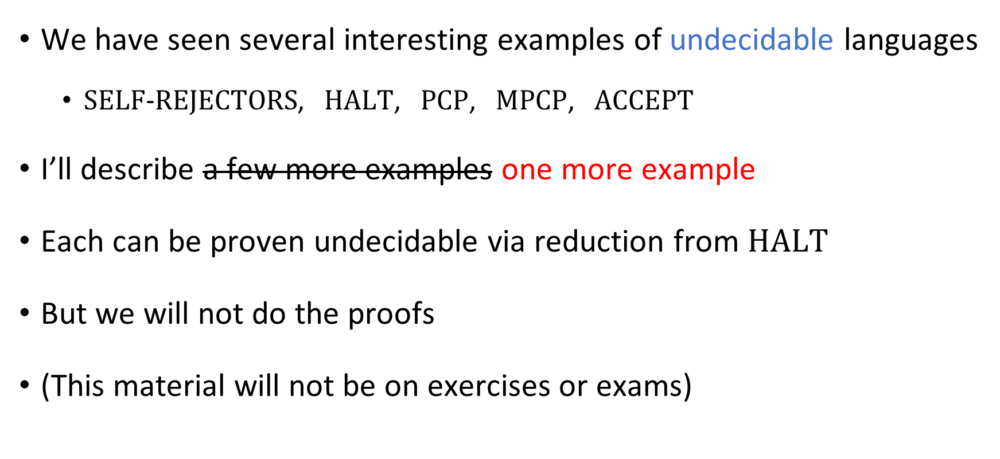 • We have seen several interesting examples of undecidable languages
• SELF-REJECTORS, HALT, PCP, MPCP, ACCEPT
• I’ll describe a few more examples one more example
• Each can be proven undecidable via reduction from HALT
• But we will not do the proofs
• (This material will not be on exercises or exams)